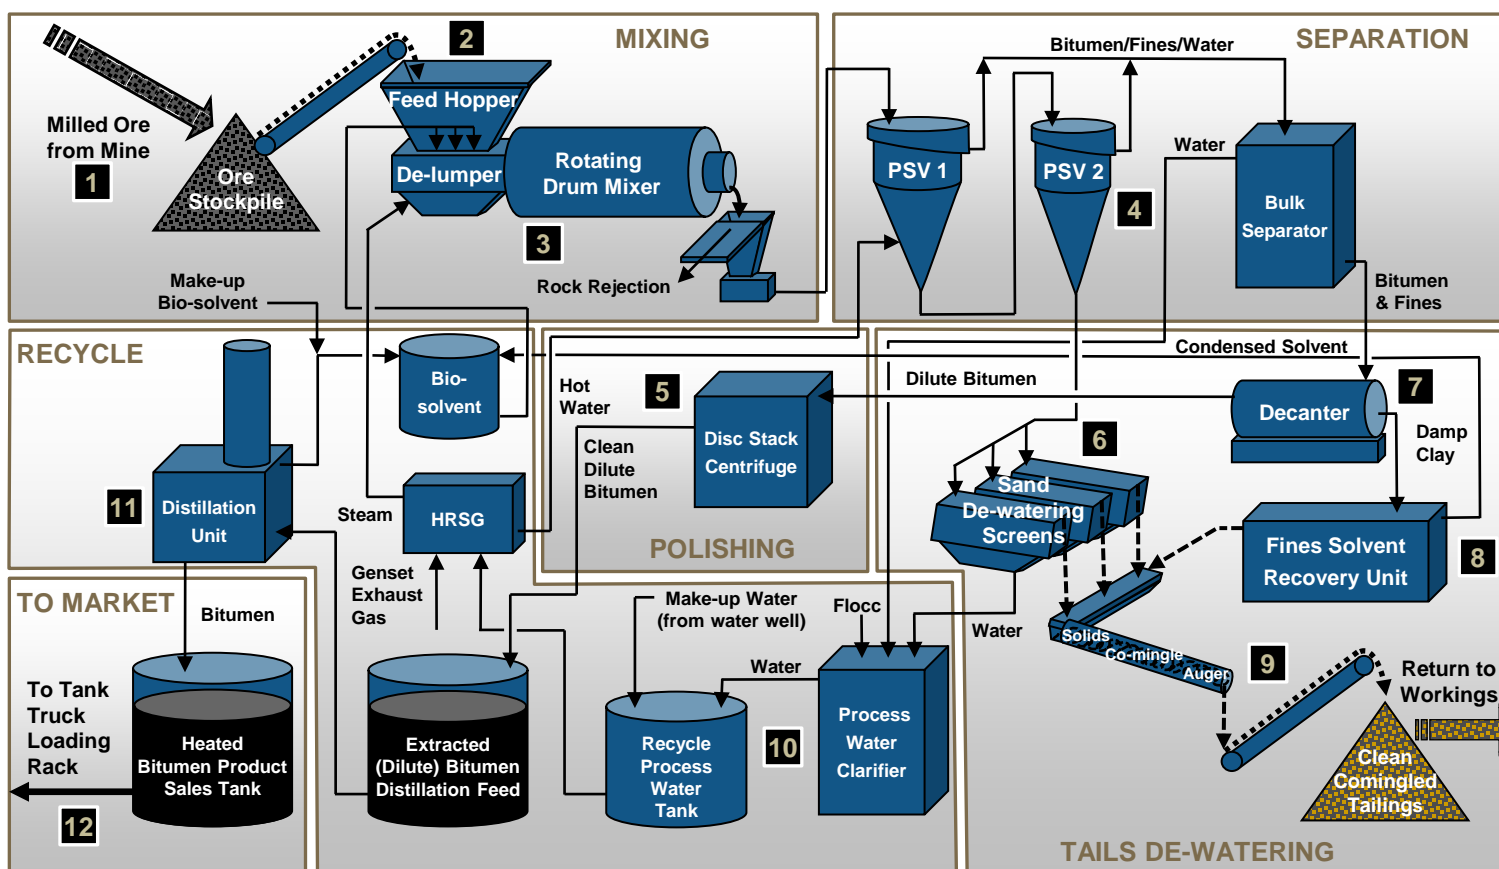 MIXING
2
Milled Ore
from Mine
1
Ore
Stockpile
Feed Hopper
De-lumper
Rotating
Drum Mixer
3
Rock Rejection
Make-up
Bio-solvent
SEPARATION
Bitumen/Fines/Water
PSV 1
PSV 2
4
Water
Bulk
Separator
Bitumen
& Fines
RECYCLE
Bio-
solvent
11
Distillation
Unit
Steam
HRSG
Genset
Exhaust
Gas
Hot
Water
Clean
Dilute
Bitumen
5
Disc Stack
Centrifuge
POLISHING
Condensed Solvent
Dilute Bitumen
Decanter
7
Damp
Clay
6
Sand
De-watering
Screens
Fines Solvent
Recovery Unit
8
TO MARKET
Bitumen
To Tank
Truck
Loading
Rack
12
Heated
Bitumen Product
Sales Tank
Extracted
(Dilute) Bitumen
Distillation Feed
Make-up Water
(from water well)
Flocc
Water
Water
Recycle
Process
Water
Tank
10
Process
Water
Clarifier
Solids
Co-mingle
Auger
9
Return to
Workings
Clean
Comingled
Tailings
TAILS DE-WATERING